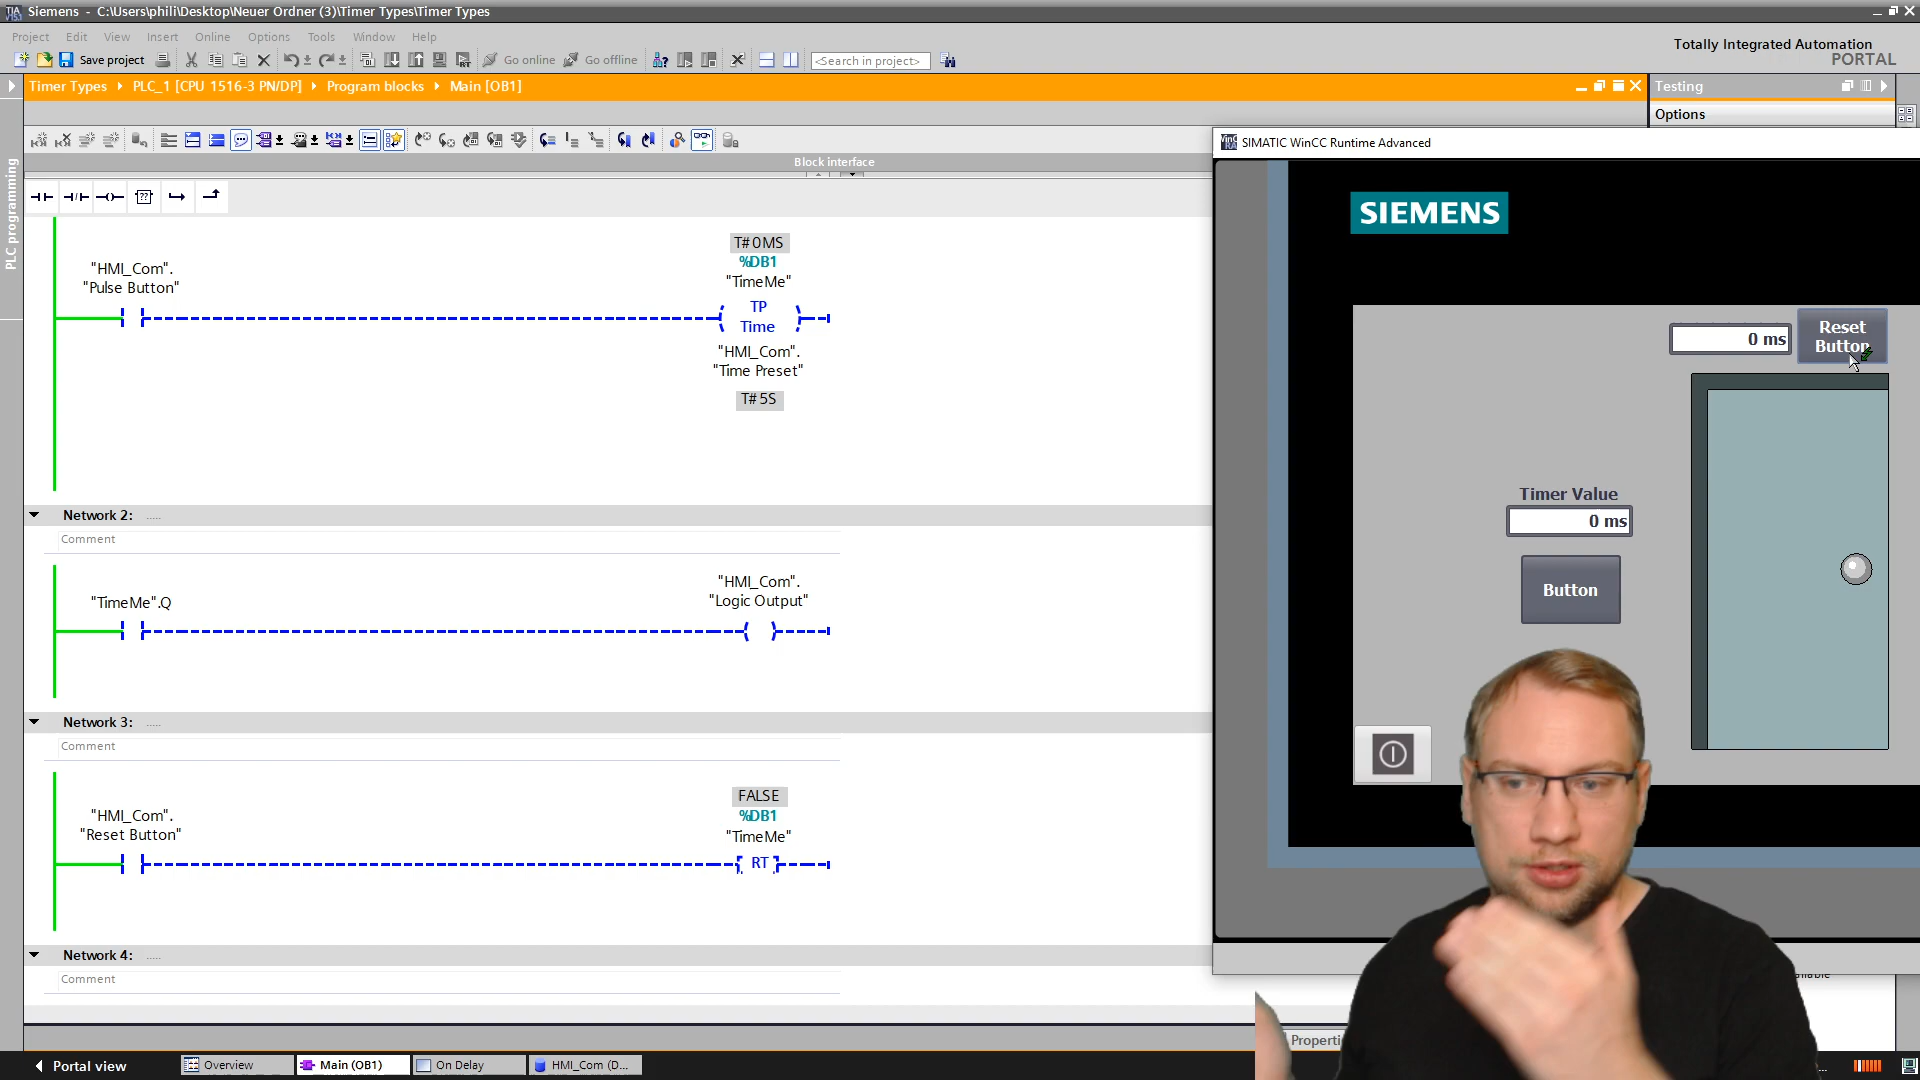 Siemens - C:\Users\phili\Desktop\Neuer Ordner (3)\Timer Types\Timer Types
Project Edit View Insert Online Options Tools Window Help
Totally Integrated Automation
PORTAL
Save project
Go online
Go offline
<Search in project>
Timer Types PLC_1 [CPU 1516-3 PN/DP] Program blocks Main [OB1]
Testing
Options
PLC programming
Block interface
SIMATIC WinCC Runtime Advanced
SIEMENS
??
T#0MS
%DB1
"TimeMe"
"HMI_Com".
"Pulse Button"
TP
Time
"HMI_Com".
"Time Preset"
T#5S
0 ms
Reset
Button
Timer Value
0 ms
Button
Network 2: .....
Comment
"TimeMe".Q
"HMI_Com".
"Logic Output"
Network 3: .....
Comment
"HMI_Com".
"Reset Button"
FALSE
%DB1
"TimeMe"
RT
Network 4: .....
Comment
Portal view
Overview
Main (OB1)
On Delay
HMI_Com (D...